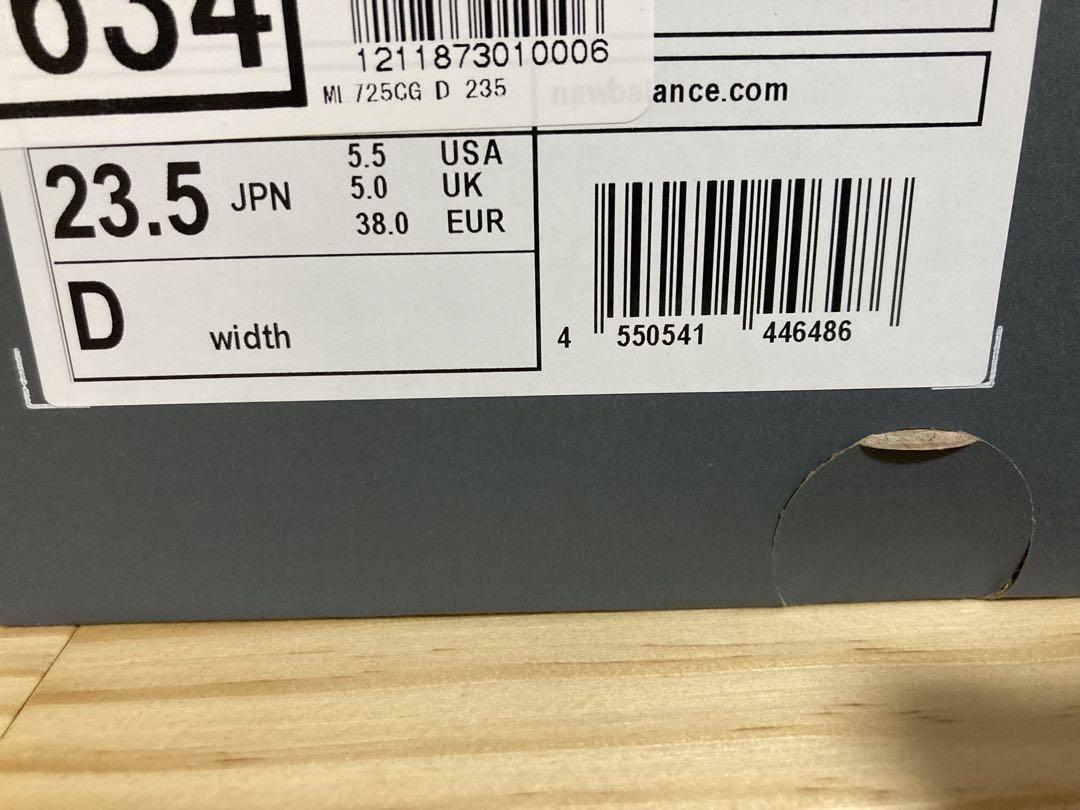 634
1211873010006
ML725CG D 235
newbalance.com
23.5 JPN
5.5 USA
5.0 UK
38.0 EUR
D width
4 550541 446486